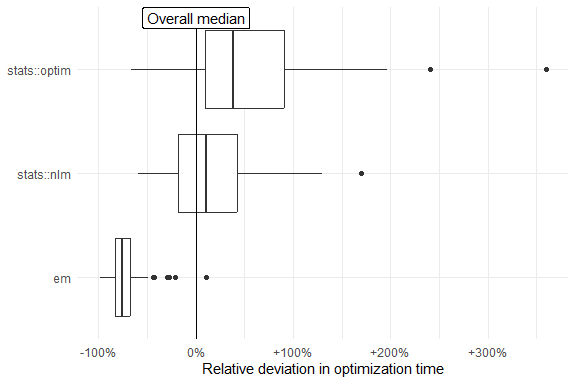 Overall median
stats::optim
stats::nlm
em
-100% 0% +100% +200% +300%
Relative deviation in optimization time